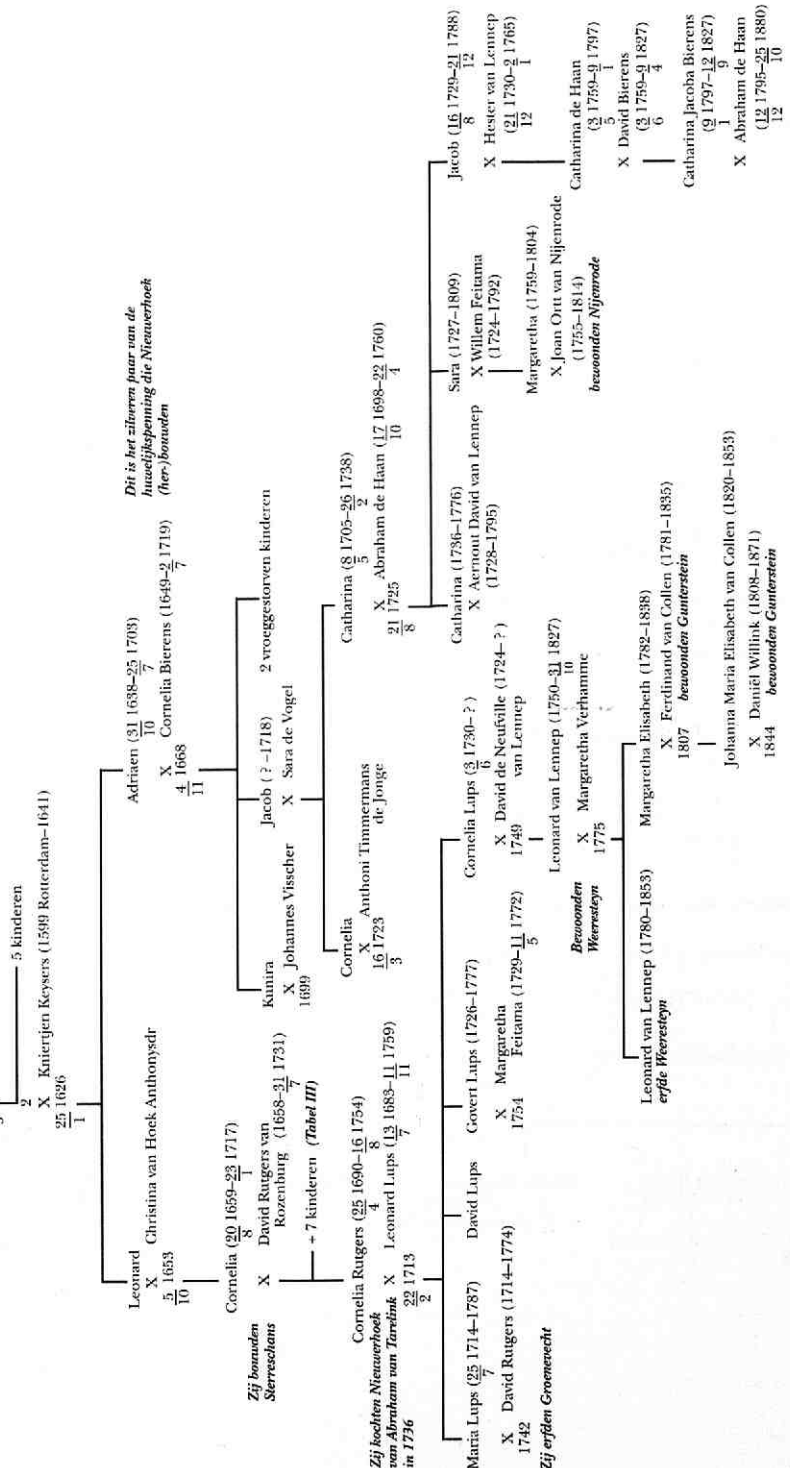 5 kinderen
2
X Kniertjen Keysers (1599 Rotterdam–1641)
25 1626
1
Leonard
X Christina van Hoek Anthonysdr
5 1653
10
Adriaen (31 1638–25 1703)
10 7
X Cornelia Bierens (1649–2 1719)
7
4 1668
11
Dit is het zilveren paar van de
huwelijkspenning die Nieuwerhoek
(her-)bouwden
Zij bouwden
Sterreschans
Cornelia (20 1659–23 1717)
8 1
X David Rutgers van
Rozenburg (1658–31 1731)
7
+ 7 kinderen (Tabel III)
Kunira
X Johannes Visscher
1699
Jacob ( ? –1718)
X Sara de Vogel
2 vroeggestorven kinderen
Zij kochten Nieuwerhoek
van Abraham van Tarelink
in 1736
Cornelia Rutgers (25 1690–16 1754)
4 8
X Leonard Lups (13 1683–11 1759)
7 11
22 1713
2
Cornelia
X Anthoni Timmermans
de Jonge
16 1723
3
Catharina (8 1705–26 1738)
5 2
X Abraham de Haan (17 1698–22 1760)
10 4
21 1725
8
Maria Lups (25 1714–1787)
7
X David Rutgers (1714–1774)
1742
Zij erfden Groenevecht
David Lups
Govert Lups (1726–1777)
X Margaretha
1754 Feitama (1729–11 1772)
5
Cornelia Lups (3 1730– ? )
6
X David de Neufville (1724– ? )
1749 van Lennep
Catharina (1736–1776)
X Aernout David van Lennep
(1728–1795)
Sara (1727–1809)
X Willem Feitama
(1724–1792)
Jacob (16 1729–21 1788)
8 12
X Hester van Lennep
(21 1730–2 1765)
12 1
Bewoonden
Weeresteyn
Leonard van Lennep (1750–31 1827)
10
X Margaretha Verhamme
1775
Margaretha (1759–1804)
X Joan Ortt van Nijenrode
(1755–1814)
bewoonden Nijenrode
Catharina de Haan
(3 1759–9 1797)
5 1
X David Bierens
(3 1759–9 1827)
6 4
Leonard van Lennep (1780–1853)
erfde Weeresteyn
Margaretha Elisabeth (1782–1838)
X Ferdinand van Collen (1781–1835)
1807 bewoonden Gunterstein
Catharina Jacoba Bierens
(9 1797–12 1827)
1 9
X Abraham de Haan
(12 1795–25 1880)
12 10
Johanna Maria Elisabeth van Collen (1820–1853)
X Daniël Willink (1808–1871)
1844 bewoonden Gunterstein